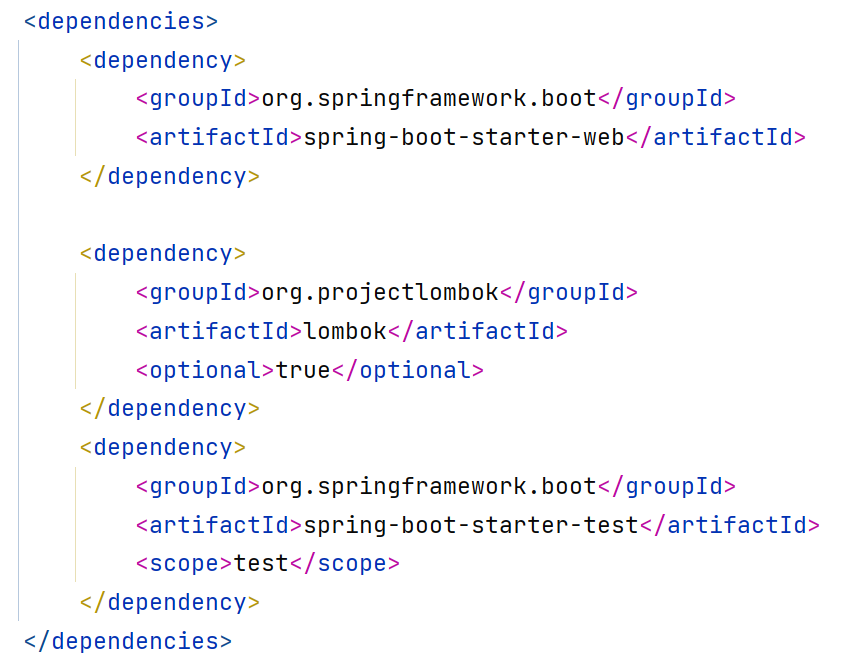 <dependencies>
<dependency>
<groupId>org.springframework.boot</groupId>
<artifactId>spring-boot-starter-web</artifactId>
</dependency>
<dependency>
<groupId>org.projectlombok</groupId>
<artifactId>lombok</artifactId>
<optional>true</optional>
</dependency>
<dependency>
<groupId>org.springframework.boot</groupId>
<artifactId>spring-boot-starter-test</artifactId>
<scope>test</scope>
</dependency>
</dependencies>